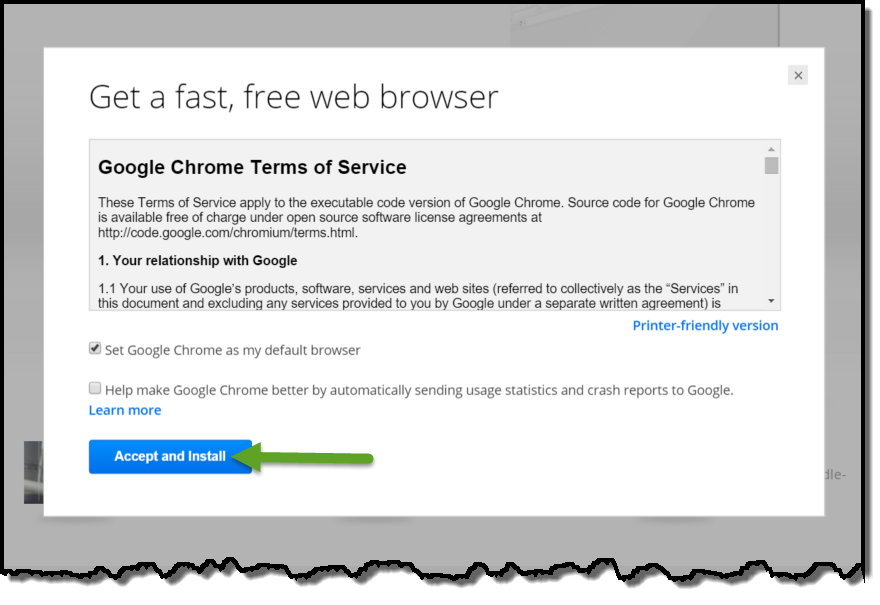 Get a fast, free web browser
Google Chrome Terms of Service
These Terms of Service apply to the executable code version of Google Chrome. Source code for Google Chrome
is available free of charge under open source software license agreements at
http://code.google.com/chromium/terms.html.
1. Your relationship with Google
1.1 Your use of Google’s products, software, services and web sites (referred to collectively as the “Services” in
this document and excluding any services provided to you by Google under a separate written agreement) is
Printer-friendly version
Set Google Chrome as my default browser
Help make Google Chrome better by automatically sending usage statistics and crash reports to Google.
Learn more
Accept and Install
dle-